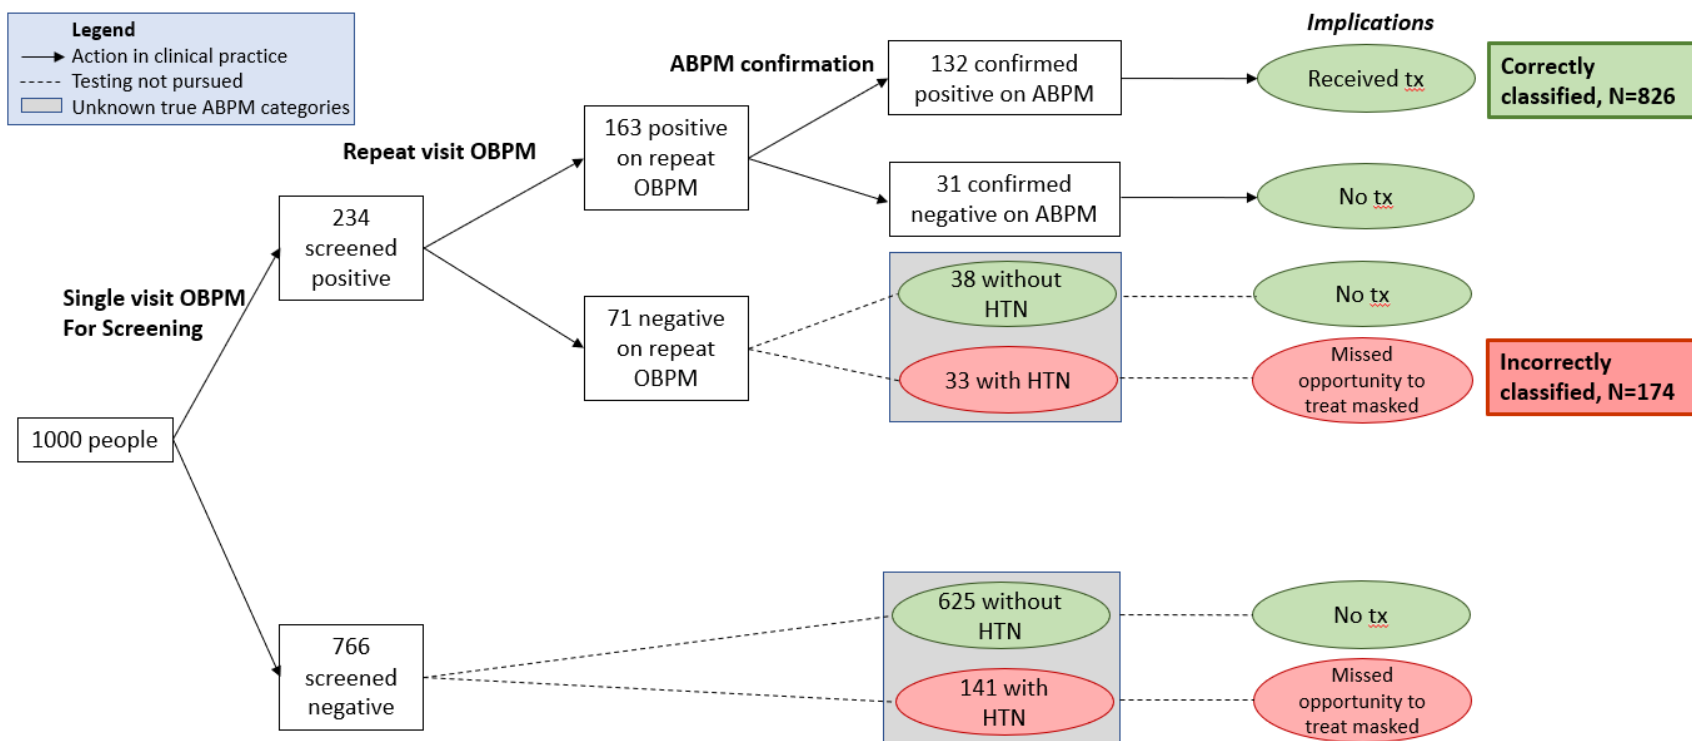 Legend
Action in clinical practice
Testing not pursued
Unknown true ABPM categories
Implications
ABPM confirmation
132 confirmed
positive on ABPM
Received tx
Correctly
classified, N=826
Repeat visit OBPM
163 positive
on repeat
OBPM
31 confirmed
negative on ABPM
No tx
234
screened
positive
Single visit OBPM
For Screening
71 negative
on repeat
OBPM
38 without
HTN
No tx
33 with HTN
Missed
opportunity to
treat masked
Incorrectly
classified, N=174
1000 people
766
screened
negative
625 without
HTN
No tx
141 with
HTN
Missed
opportunity to
treat masked